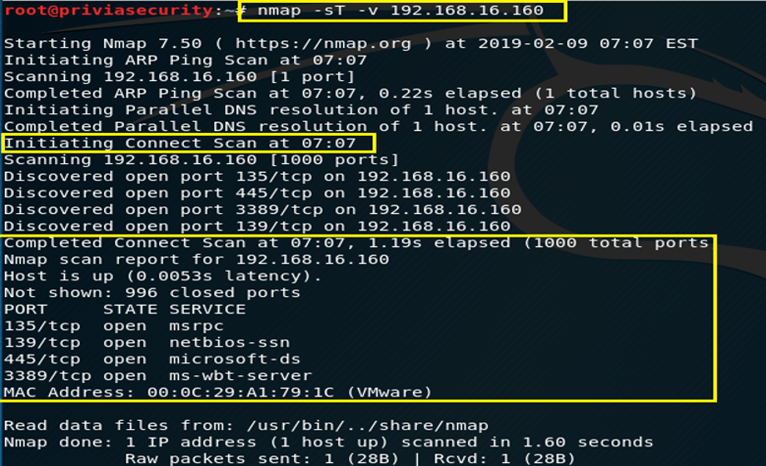 root@priviasecurity:~# nmap -sT -v 192.168.16.160
Starting Nmap 7.50 ( https://nmap.org ) at 2019-02-09 07:07 EST
Initiating ARP Ping Scan at 07:07
Scanning 192.168.16.160 [1 port]
Completed ARP Ping Scan at 07:07, 0.22s elapsed (1 total hosts)
Initiating Parallel DNS resolution of 1 host. at 07:07
Completed Parallel DNS resolution of 1 host. at 07:07, 0.01s elapsed
Initiating Connect Scan at 07:07
Scanning 192.168.16.160 [1000 ports]
Discovered open port 135/tcp on 192.168.16.160
Discovered open port 445/tcp on 192.168.16.160
Discovered open port 3389/tcp on 192.168.16.160
Discovered open port 139/tcp on 192.168.16.160
Completed Connect Scan at 07:07, 1.19s elapsed (1000 total ports
Nmap scan report for 192.168.16.160
Host is up (0.0053s latency).
Not shown: 996 closed ports
PORT     STATE SERVICE
135/tcp  open  msrpc
139/tcp  open  netbios-ssn
445/tcp  open  microsoft-ds
3389/tcp open  ms-wbt-server
MAC Address: 00:0C:29:A1:79:1C (VMware)
Read data files from: /usr/bin/../share/nmap
Nmap done: 1 IP address (1 host up) scanned in 1.60 seconds
Raw packets sent: 1 (28B) | Rcvd: 1 (28B)